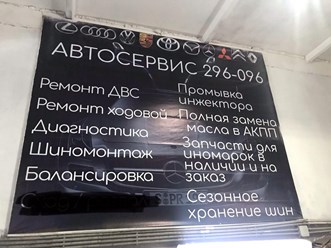 АВТОСЕРВИС 296-096
Ремонт ДВС
Ремонт ходовой
Диагностика
Шиномонтаж
Балансировка
Промывка
инжектора
Полная замена
масла в АКПП
Запчасти для
иномарок в
наличии и на
заказ
Сезонное
хранение шин